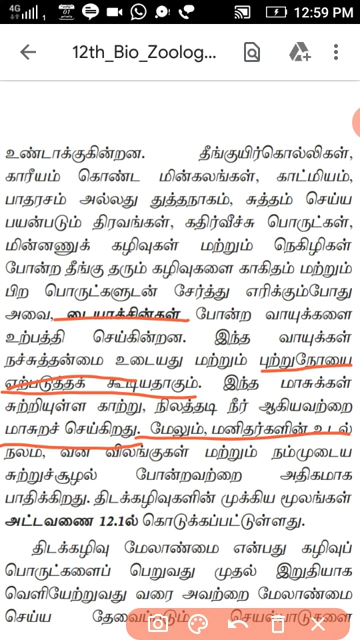 4G 1 12:59 PM
12th_Bio_Zoolog...
உண்டாக்குகின்றன. தீங்குயிர்கொல்லிகள்,
காரீயம் கொண்ட மின்கலங்கள், காட்மியம்,
பாதரசம் அல்லது துத்தநாகம், சுத்தம் செய்ய
பயன்படும் திரவங்கள், கதிர்வீச்சு பொருட்கள்,
மின்னணுக் கழிவுகள் மற்றும் நெகிழிகள்
போன்ற தீங்கு தரும் கழிவுகளை காகிதம் மற்றும்
பிற பொருட்களுடன் சேர்த்து எரிக்கும்போது
அவை, டையாக்சின்கள் போன்ற வாயுக்களை
உற்பத்தி செய்கின்றன. இந்த வாயுக்கள்
நச்சுத்தன்மை உடையது மற்றும் புற்றுநோயை
ஏற்படுத்தக் கூடியதாகும். இந்த மாசுக்கள்
சுற்றியுள்ள காற்று, நிலத்தடி நீர் ஆகியவற்றை
மாசுறச் செய்கிறது. மேலும், மனிதர்களின் உடல்
நலம், வன விலங்குகள் மற்றும் நம்முடைய
சுற்றுச்சூழல் போன்றவற்றை அதிகமாக
பாதிக்கிறது. திடக்கழிவுகளின் முக்கிய மூலங்கள்
அட்டவணை 12.1ல் கொடுக்கப்பட்டுள்ளது.
திடக்கழிவு மேலாண்மை என்பது கழிவுப்
பொருட்களைப் பெறுவது முதல் இறுதியாக
வெளியேற்றுவது வரை அவற்றை மேலாண்மை
செய்ய செயல்பாடுகளை